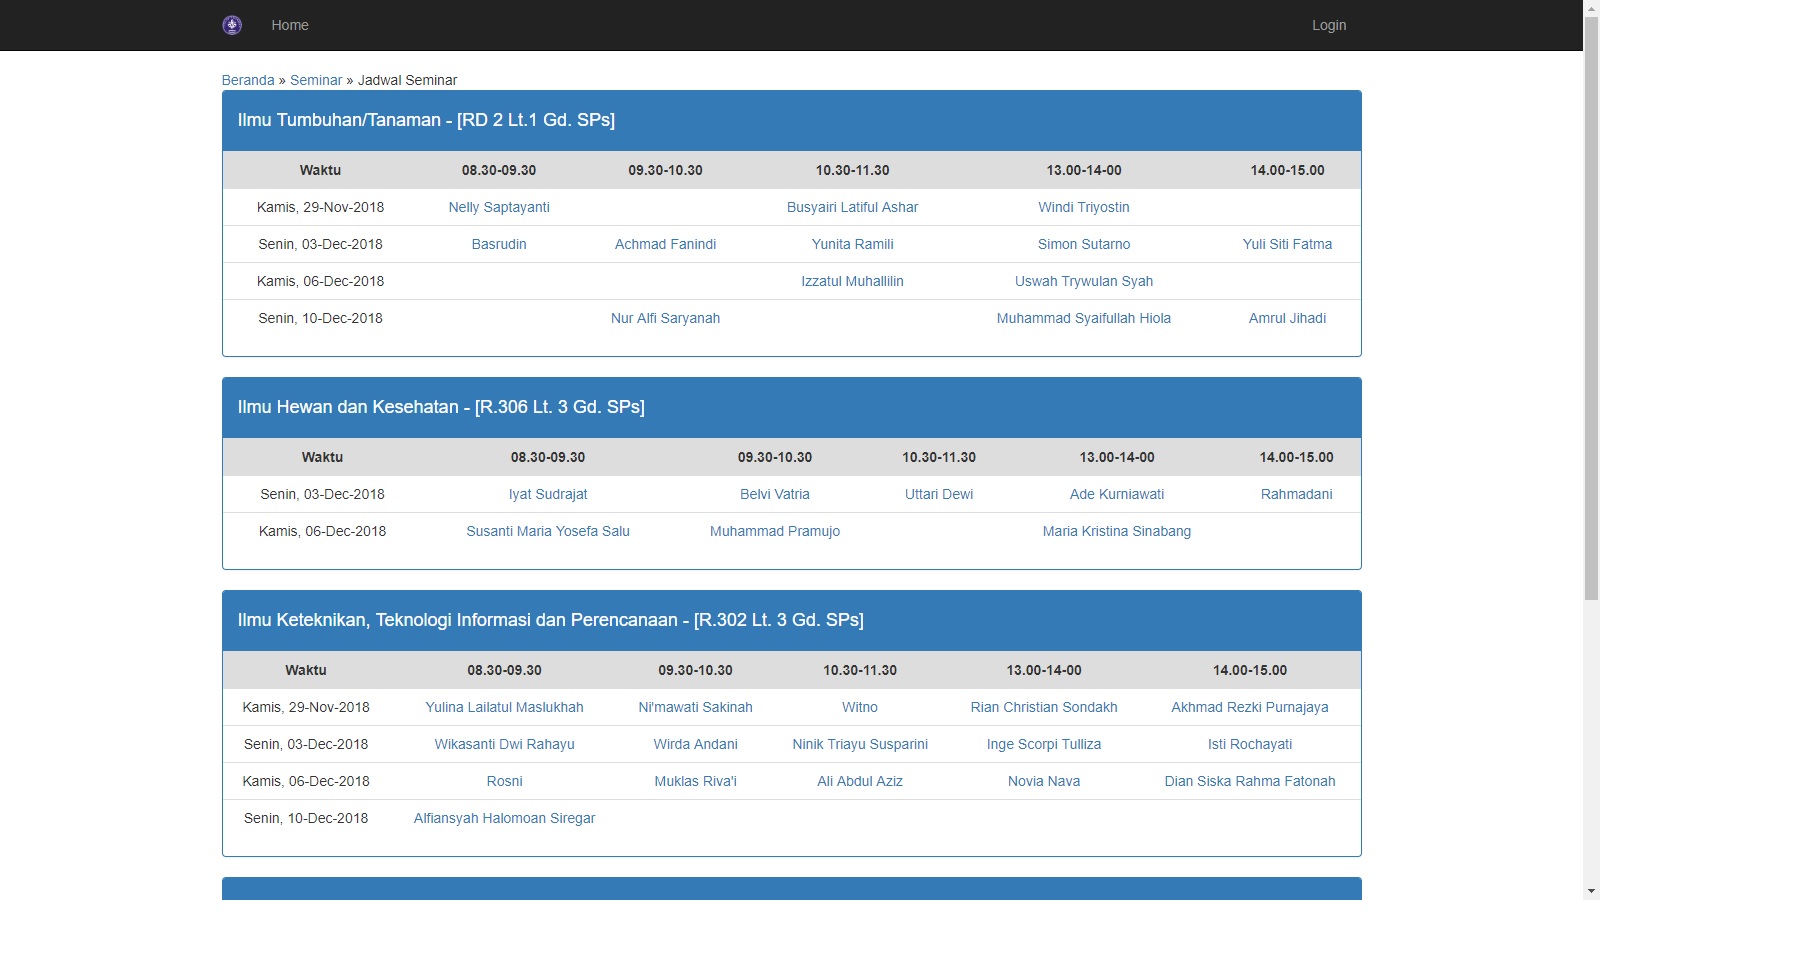 Home Login
Beranda » Seminar » Jadwal Seminar
Ilmu Tumbuhan/Tanaman - [RD 2 Lt.1 Gd. SPs]
Waktu 08.30-09.30 09.30-10.30 10.30-11.30 13.00-14-00 14.00-15.00
Kamis, 29-Nov-2018 Nelly Saptayanti Busyairi Latiful Ashar Windi Triyostin
Senin, 03-Dec-2018 Basrudin Achmad Fanindi Yunita Ramili Simon Sutarno Yuli Siti Fatma
Kamis, 06-Dec-2018 Izzatul Muhallilin Uswah Trywulan Syah
Senin, 10-Dec-2018 Nur Alfi Saryanah Muhammad Syaifullah Hiola Amrul Jihadi
Ilmu Hewan dan Kesehatan - [R.306 Lt. 3 Gd. SPs]
Waktu 08.30-09.30 09.30-10.30 10.30-11.30 13.00-14-00 14.00-15.00
Senin, 03-Dec-2018 Iyat Sudrajat Belvi Vatria Uttari Dewi Ade Kurniawati Rahmadani
Kamis, 06-Dec-2018 Susanti Maria Yosefa Salu Muhammad Pramujo Maria Kristina Sinabang
Ilmu Keteknikan, Teknologi Informasi dan Perencanaan - [R.302 Lt. 3 Gd. SPs]
Waktu 08.30-09.30 09.30-10.30 10.30-11.30 13.00-14-00 14.00-15.00
Kamis, 29-Nov-2018 Yulina Lailatul Maslukhah Ni'mawati Sakinah Witno Rian Christian Sondakh Akhmad Rezki Purnajaya
Senin, 03-Dec-2018 Wikasanti Dwi Rahayu Wirda Andani Ninik Triayu Susparini Inge Scorpi Tulliza Isti Rochayati
Kamis, 06-Dec-2018 Rosni Muklas Riva'i Ali Abdul Aziz Novia Nava Dian Siska Rahma Fatonah
Senin, 10-Dec-2018 Alfiansyah Halomoan Siregar